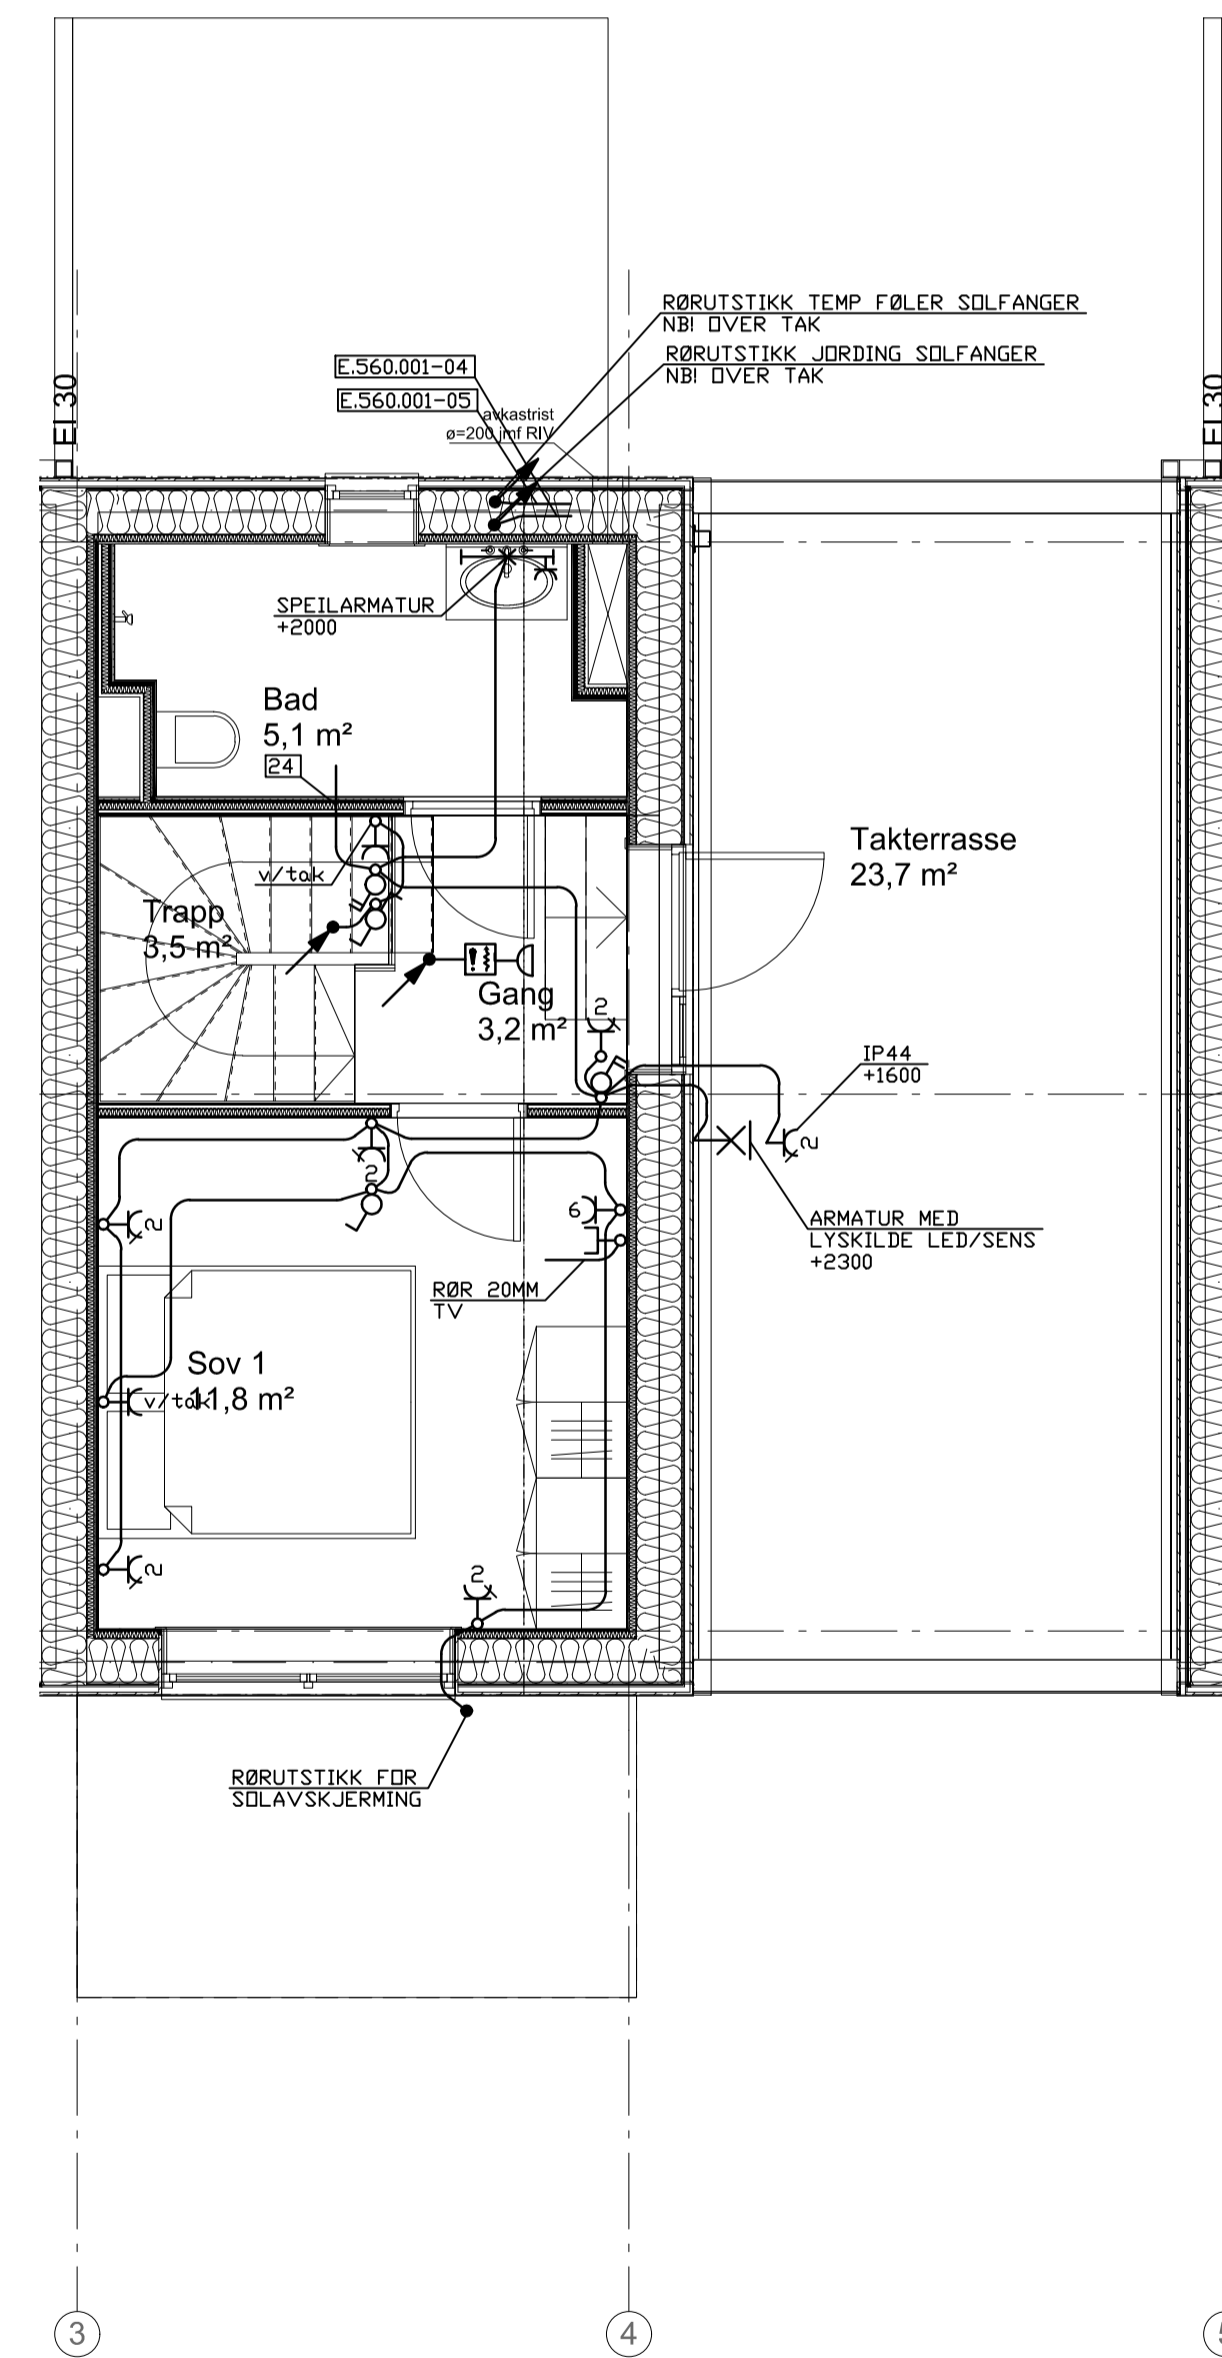 RØRUTSTIKK TEMP FØLER SOLFANGER
NB! OVER TAK
RØRUTSTIKK JORDING SOLFANGER
NB! OVER TAK
E.560.001-04
E.560.001-05
avkastrist
ø=200 jmf RIV
EI 30
EI 30
SPEILARMATUR
+2000
Bad
5,1 m²
24
v/tak
Trapp
3,5 m²
Gang
3,2 m²
2
Takterrasse
23,7 m²
IP44
+1600
2
ARMATUR MED
LYSKILDE LED/SENS
+2300
2
2
6
RØR 20MM
TV
Sov 1
11,8 m²
v/tak
2
2
RØRUTSTIKK FOR
SOLAVSKJERMING
3
4
5